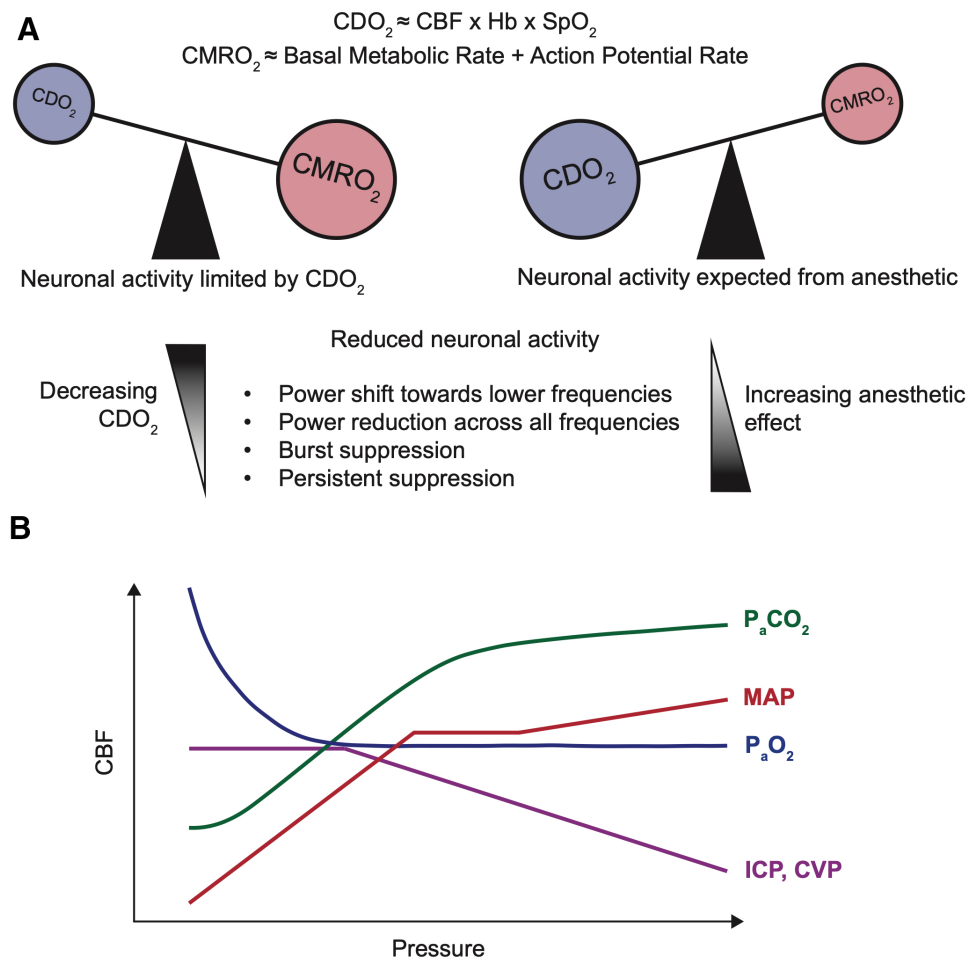 A
CDO₂ ≈ CBF x Hb x SpO₂
CMRO₂ ≈ Basal Metabolic Rate + Action Potential Rate
CDO₂
CMRO₂
CDO₂
CMRO₂
Neuronal activity limited by CDO₂
Neuronal activity expected from anesthetic
Reduced neuronal activity
Decreasing
CDO₂
• Power shift towards lower frequencies
• Power reduction across all frequencies
• Burst suppression
• Persistent suppression
Increasing anesthetic
effect
B
CBF
PₐCO₂
MAP
PₐO₂
ICP, CVP
Pressure